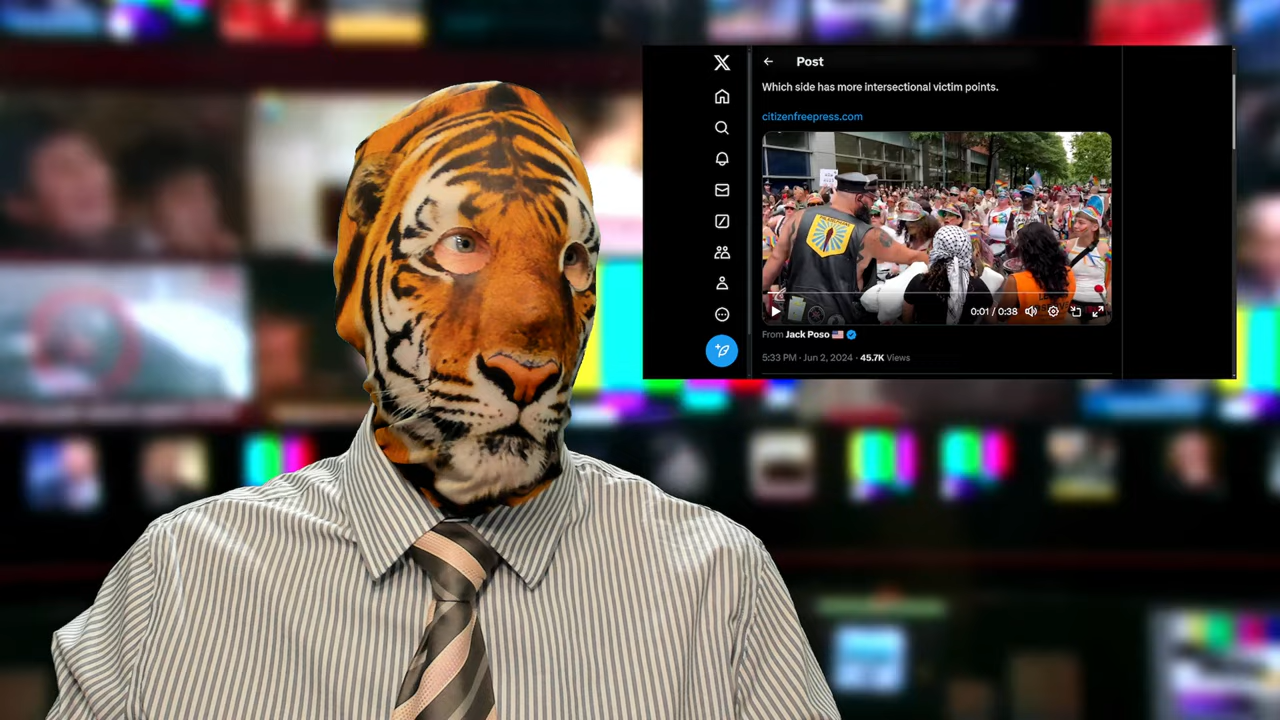 Post
Which side has more intersectional victim points.
citizenfreepress.com
0:01 / 0:38
From Jack Poso
5:33 PM · Jun 2, 2024 · 45.7K Views